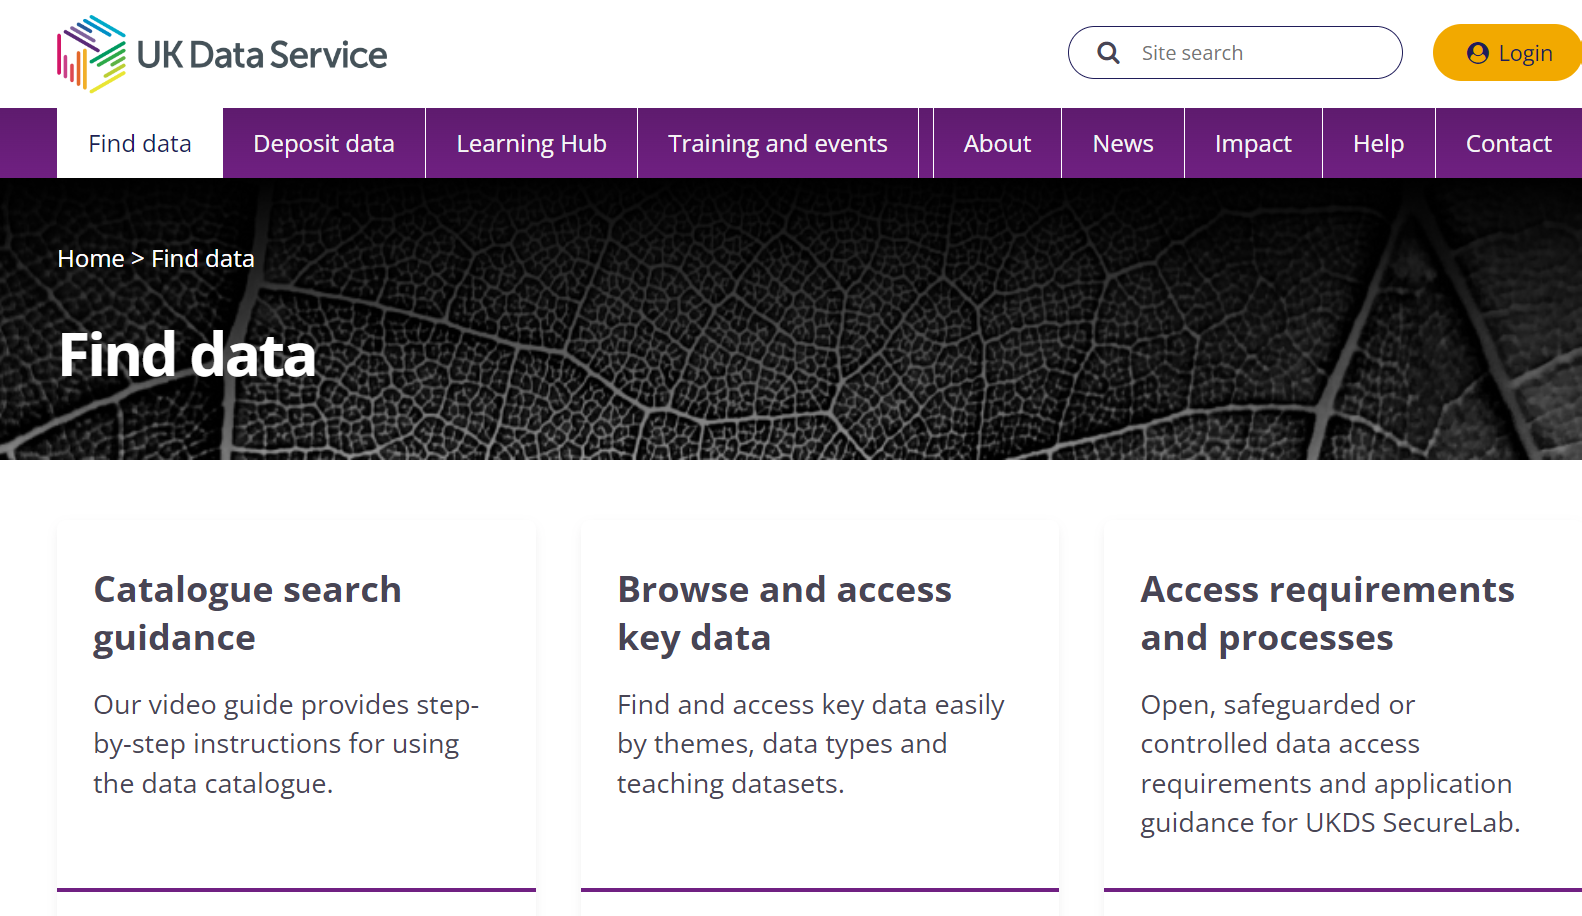 UK Data Service
Site search
Login
Find data
Deposit data
Learning Hub
Training and events
About
News
Impact
Help
Contact
Home > Find data
Find data
Catalogue search
guidance
Our video guide provides step-
by-step instructions for using
the data catalogue.
Browse and access
key data
Find and access key data easily
by themes, data types and
teaching datasets.
Access requirements
and processes
Open, safeguarded or
controlled data access
requirements and application
guidance for UKDS SecureLab.